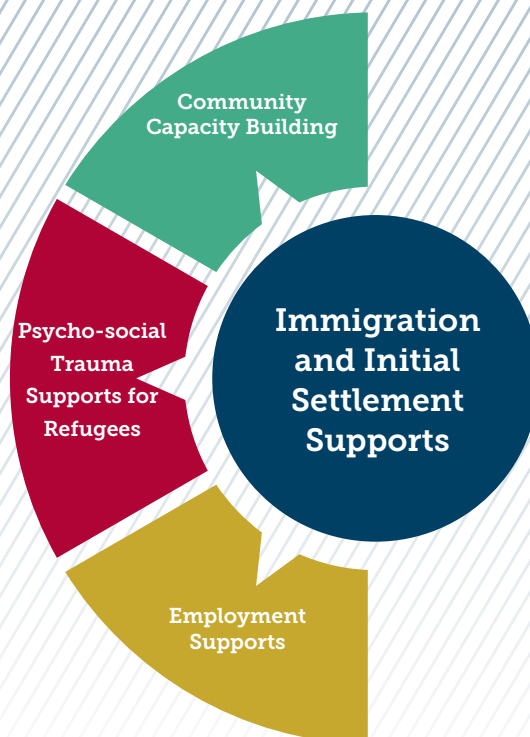 Community
Capacity Building
Psycho-social
Trauma
Supports for
Refugees
Immigration
and Initial
Settlement
Supports
Employment
Supports